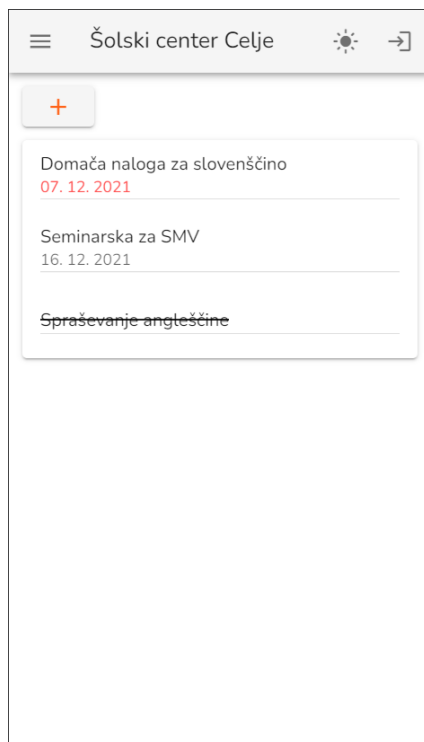 Šolski center Celje
+
Domača naloga za slovenščino
07. 12. 2021
Seminarska za SMV
16. 12. 2021
Spraševanje angleščine